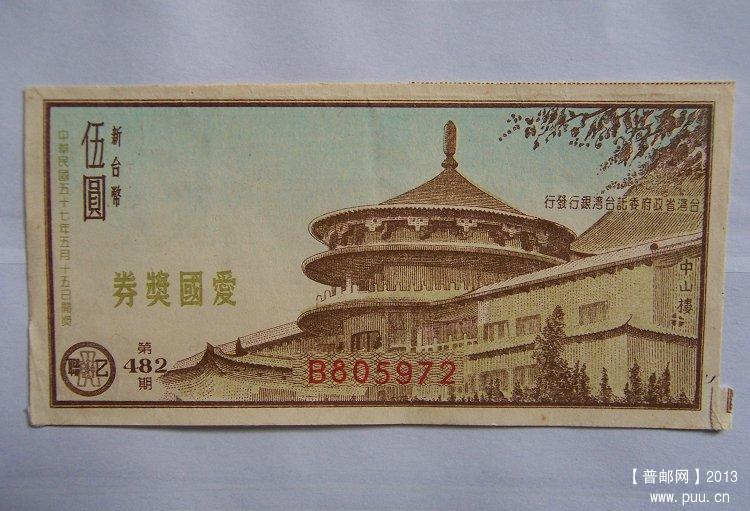 新台幣
伍圓
中華民國五十七年五月十五日開獎
台灣省政府委託台灣銀行發行
愛國獎券
中山樓
第
482
期
B805972
聯 乙
【普邮网】2013
www.puu.cn